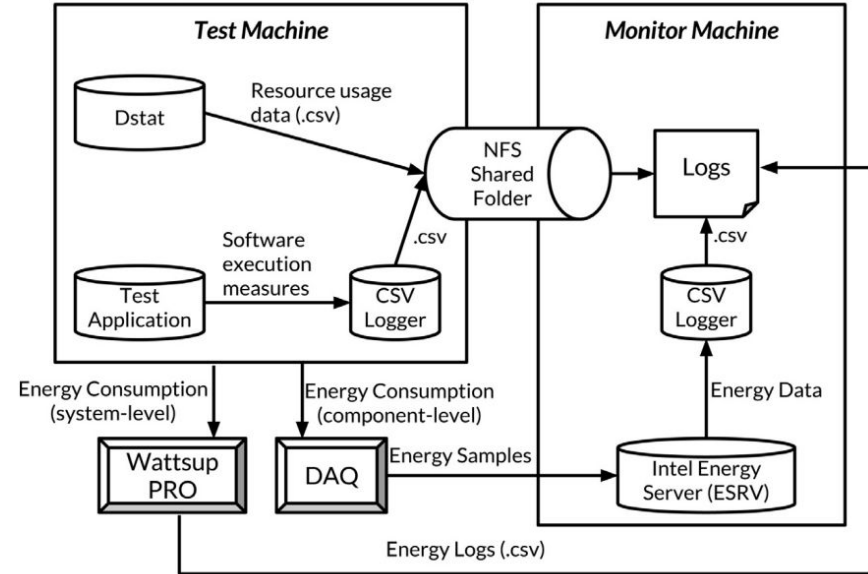 Test Machine
Monitor Machine
Dstat
Resource usage
data (.csv)
NFS
Shared
Folder
Logs
.csv
.csv
Software
execution
measures
Test
Application
CSV
Logger
CSV
Logger
Energy Consumption
(system-level)
Energy Consumption
(component-level)
Energy Data
Wattsup
PRO
DAQ
Energy Samples
Intel Energy
Server (ESRV)
Energy Logs (.csv)